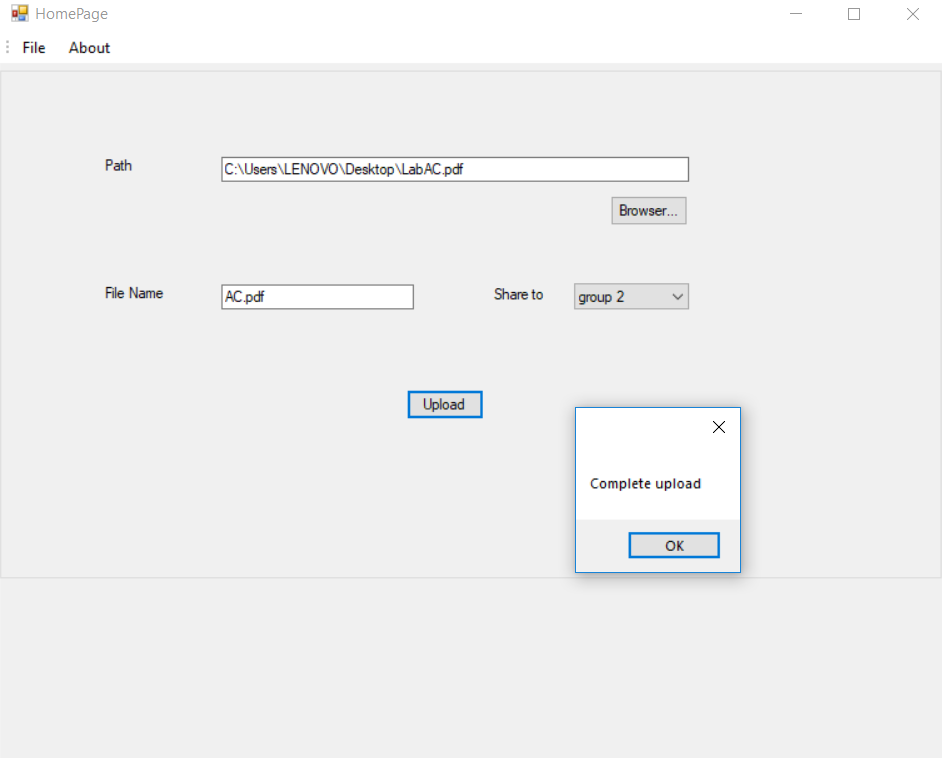 HomePage
File About
Path C:\Users\LENOVO\Desktop\LabAC.pdf
Browser...
File Name AC.pdf Share to group 2
Upload
Complete upload
OK